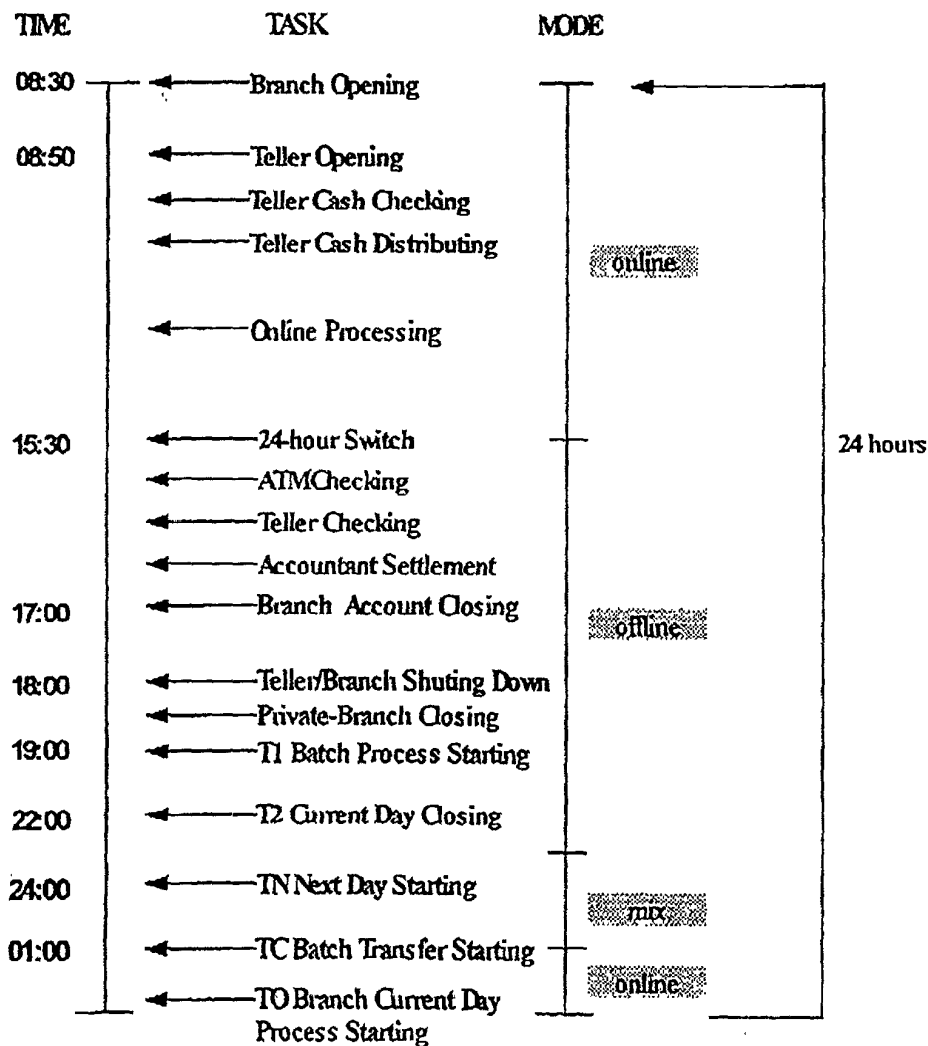 TIME TASK MODE
08:30 Branch Opening
08:50 Teller Opening
Teller Cash Checking
Teller Cash Distributing
online
Online Processing
15:30 24-hour Switch 24 hours
ATM Checking
Teller Checking
Accountant Settlement
17:00 Branch Account Closing
offline
18:00 Teller/Branch Shuting Down
Private-Branch Closing
19:00 T1 Batch Process Starting
22:00 T2 Current Day Closing
24:00 TN Next Day Starting
mix
01:00 TC Batch Transfer Starting
online
TO Branch Current Day
Process Starting